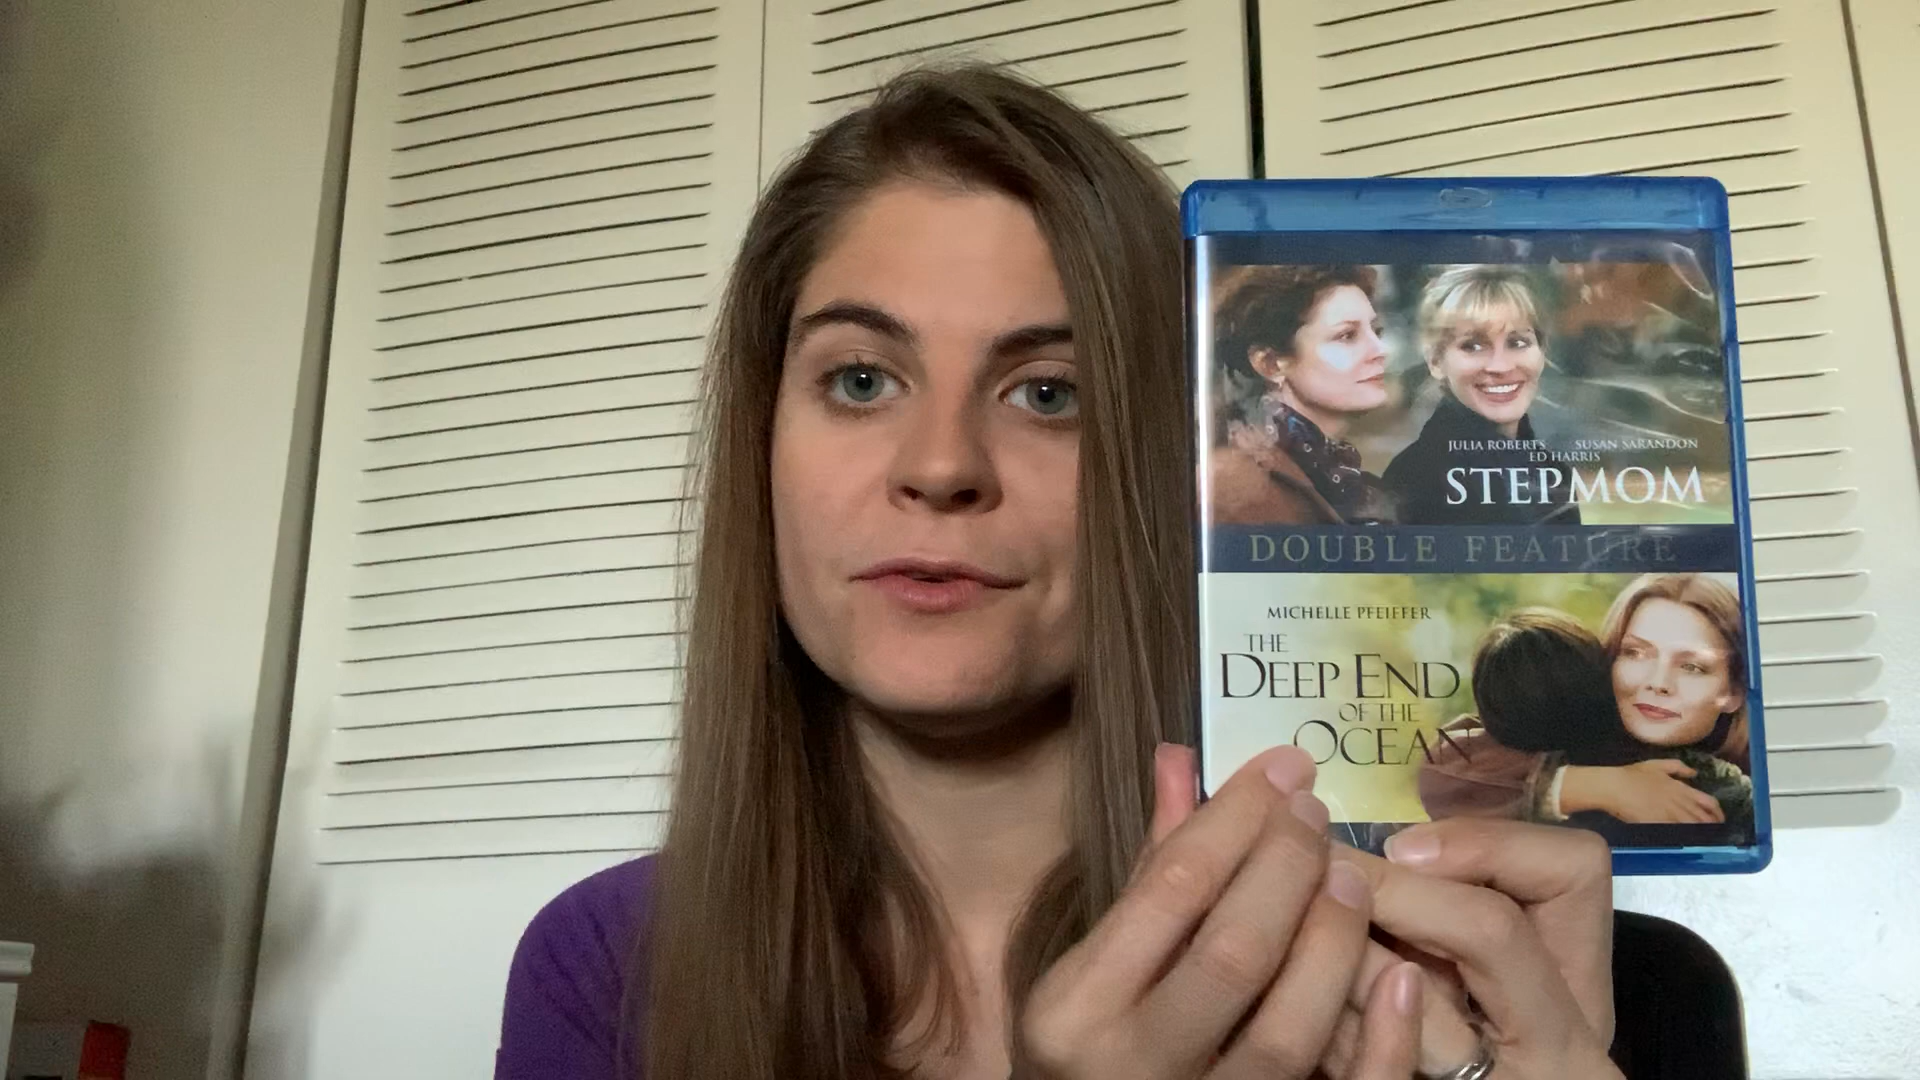 JULIA ROBERTS SUSAN SARANDON
ED HARRIS
STEPMOM
DOUBLE FEATURE
MICHELLE PFEIFFER
THE
DEEP END
OF THE
OCEAN